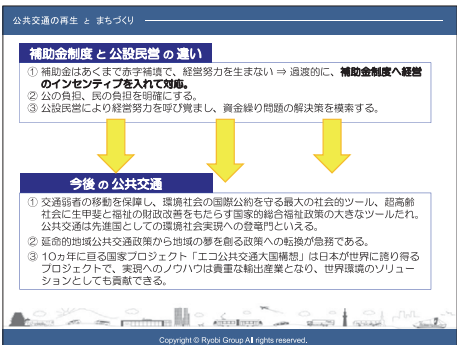 公共交通の再生 と まちづくり
補助金制度 と 公設民営 の 違い
① 補助金はあくまで赤字補填で、経営努力を生まない ⇒ 過渡的に、補助金制度へ経営
のインセンティブを入れて対応。
② 公の負担、民の負担を明確にする。
③ 公設民営により経営努力を呼び覚まし、資金繰り問題の解決策を模索する。
今後 の 公共交通
① 交通弱者の移動を保障し、環境社会の国際公約を守る最大の社会的ツール、超高齢
社会に生甲斐と福祉の財政改善をもたらす国家的総合福祉政策の大きなツールたれ。
公共交通は先進国としての環境社会実現への登竜門といえる。
② 延命的地域公共交通政策から地域の夢を創る政策への転換が急務である。
③ 10ヵ年に亘る国家プロジェクト「エコ公共交通大国構想」は日本が世界に誇り得る
プロジェクトで、実現へのノウハウは貴重な輸出産業となり、世界環境のソリュー
ションとしても貢献できる。
Copyright © Ryobi Group All rights reserved.